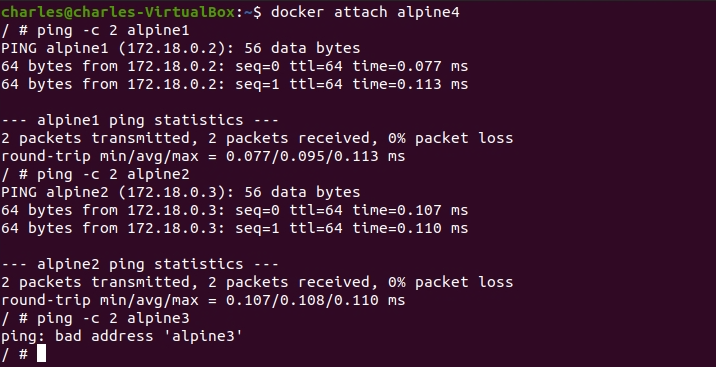 charles@charles-VirtualBox:~$ docker attach alpine4
/ # ping -c 2 alpine1
PING alpine1 (172.18.0.2): 56 data bytes
64 bytes from 172.18.0.2: seq=0 ttl=64 time=0.077 ms
64 bytes from 172.18.0.2: seq=1 ttl=64 time=0.113 ms

--- alpine1 ping statistics ---
2 packets transmitted, 2 packets received, 0% packet loss
round-trip min/avg/max = 0.077/0.095/0.113 ms
/ # ping -c 2 alpine2
PING alpine2 (172.18.0.3): 56 data bytes
64 bytes from 172.18.0.3: seq=0 ttl=64 time=0.107 ms
64 bytes from 172.18.0.3: seq=1 ttl=64 time=0.110 ms

--- alpine2 ping statistics ---
2 packets transmitted, 2 packets received, 0% packet loss
round-trip min/avg/max = 0.107/0.108/0.110 ms
/ # ping -c 2 alpine3
ping: bad address 'alpine3'
/ #